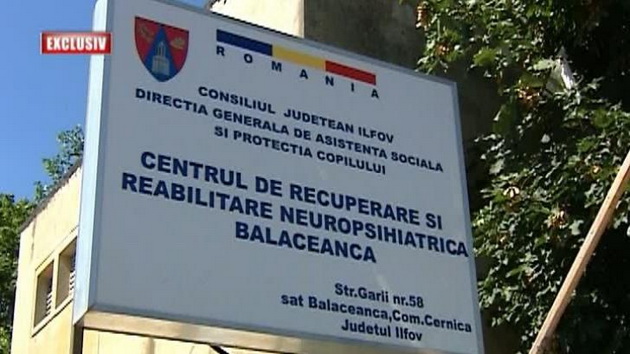 EXCLUSIV
ROMANIA
CONSILIUL JUDETEAN ILFOV
DIRECTIA GENERALA DE ASISTENTA SOCIALA
SI PROTECTIA COPILULUI
CENTRUL DE RECUPERARE SI
REABILITARE NEUROPSIHIATRICA
BALACEANCA
Str.Garii nr.58
sat Balaceanca,Com.Cernica
Judetul Ilfov